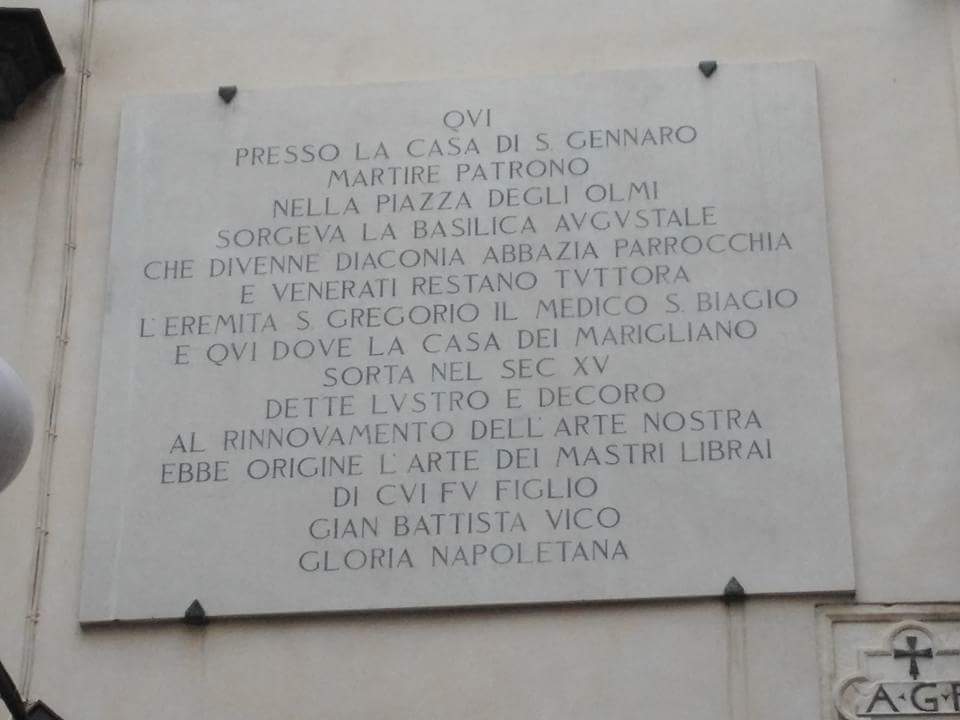 QVI
PRESSO LA CASA DI S. GENNARO
MARTIRE PATRONO
NELLA PIAZZA DEGLI OLMI
SORGEVA LA BASILICA AVGVSTALE
CHE DIVENNE DIACONIA ABBAZIA PARROCCHIA
E VENERATI RESTANO TVTTORA
L'EREMITA S. GREGORIO IL MEDICO S. BIAGIO
E QVI DOVE LA CASA DEI MARIGLIANO
SORTA NEL SEC XV
DETTE LVSTRO E DECORO
AL RINNOVAMENTO DELL'ARTE NOSTRA
EBBE ORIGINE L'ARTE DEI MASTRI LIBRAI
DI CVI FV FIGLIO
GIAN BATTISTA VICO
GLORIA NAPOLETANA